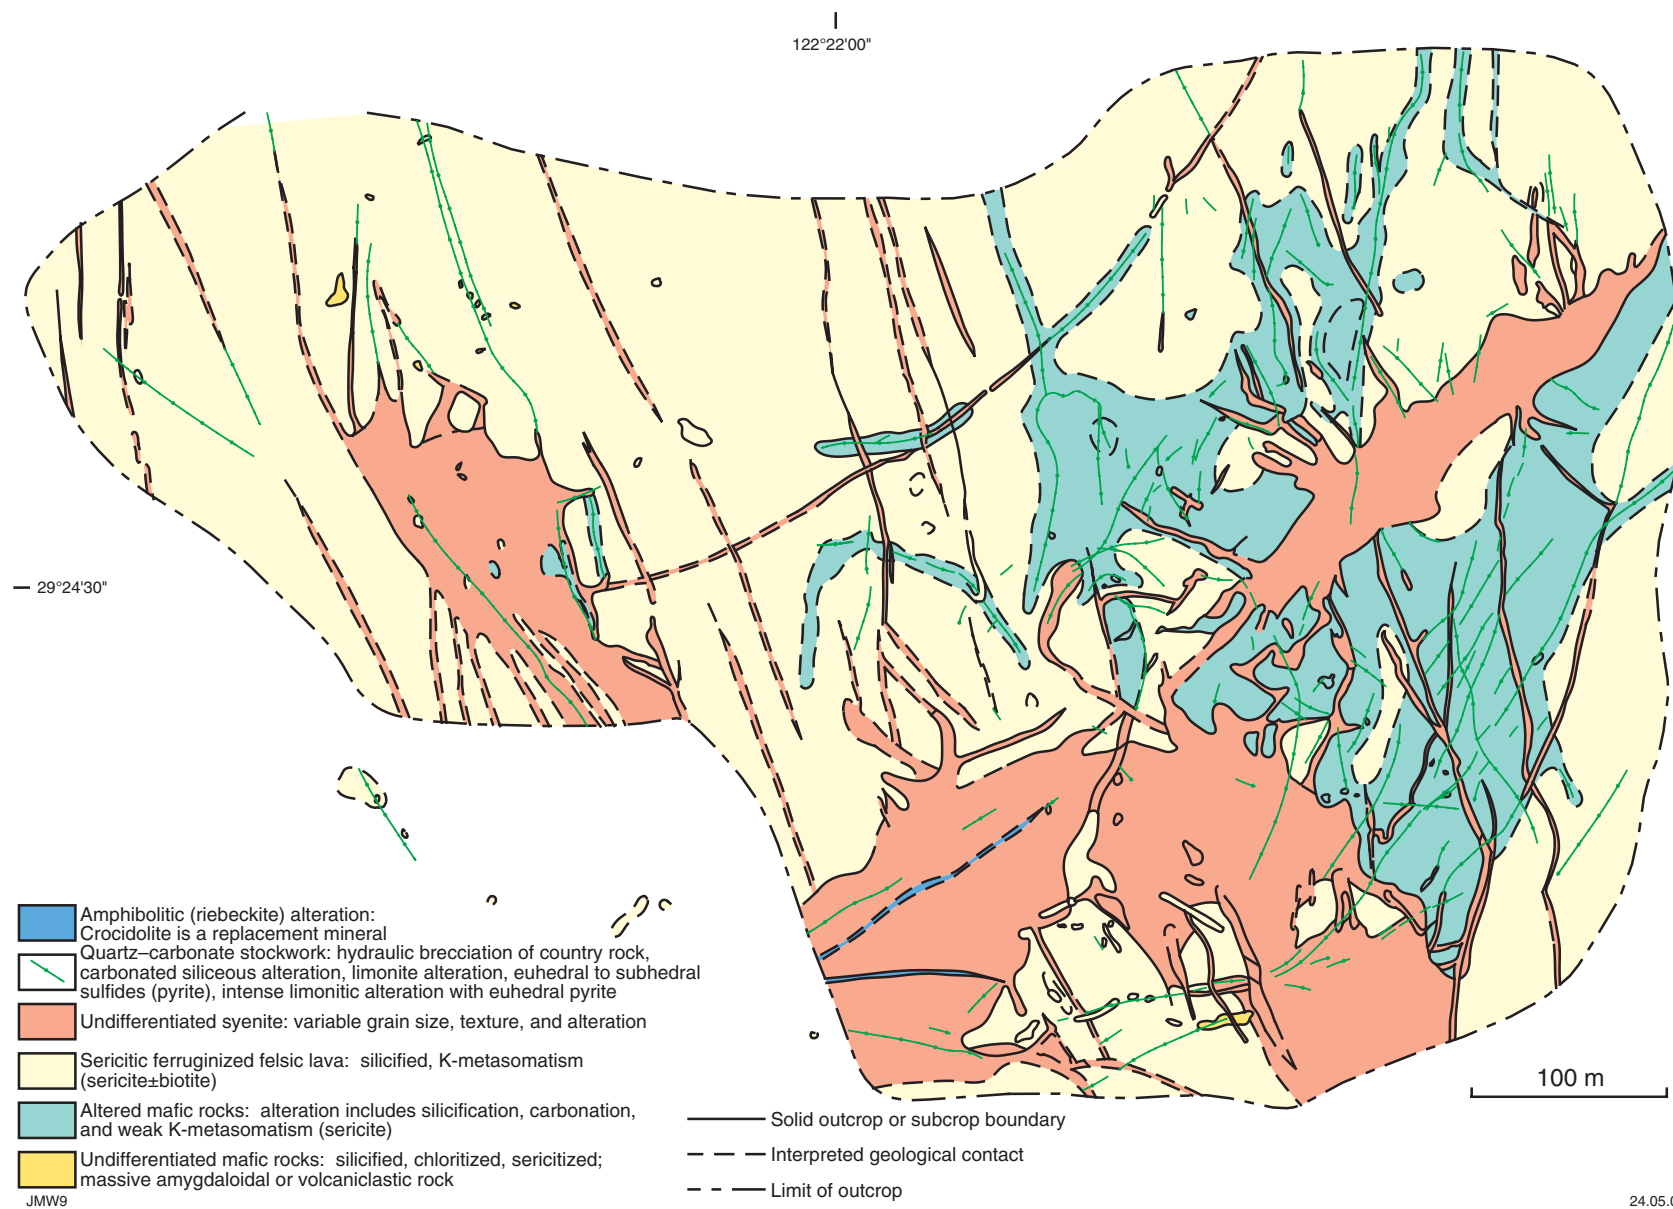 122°22'00"
29°24'30"
Amphibolitic (riebeckite) alteration:
Crocidolite is a replacement mineral
Quartz–carbonate stockwork: hydraulic brecciation of country rock,
carbonated siliceous alteration, limonite alteration, euhedral to subhedral
sulfides (pyrite), intense limonitic alteration with euhedral pyrite
Undifferentiated syenite: variable grain size, texture, and alteration
Sericitic ferruginized felsic lava: silicified, K-metasomatism
(sericite±biotite)
Altered mafic rocks: alteration includes silicification, carbonation,
and weak K-metasomatism (sericite)
Undifferentiated mafic rocks: silicified, chloritized, sericitized;
massive amygdaloidal or volcaniclastic rock
JMW9
Solid outcrop or subcrop boundary
Interpreted geological contact
Limit of outcrop
100 m
24.05.0